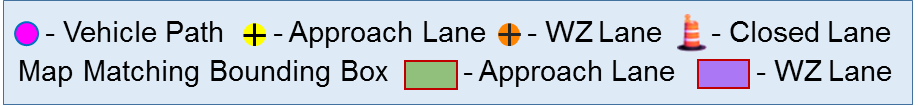 - Vehicle Path - Approach Lane - WZ Lane - Closed Lane
Map Matching Bounding Box - Approach Lane - WZ Lane